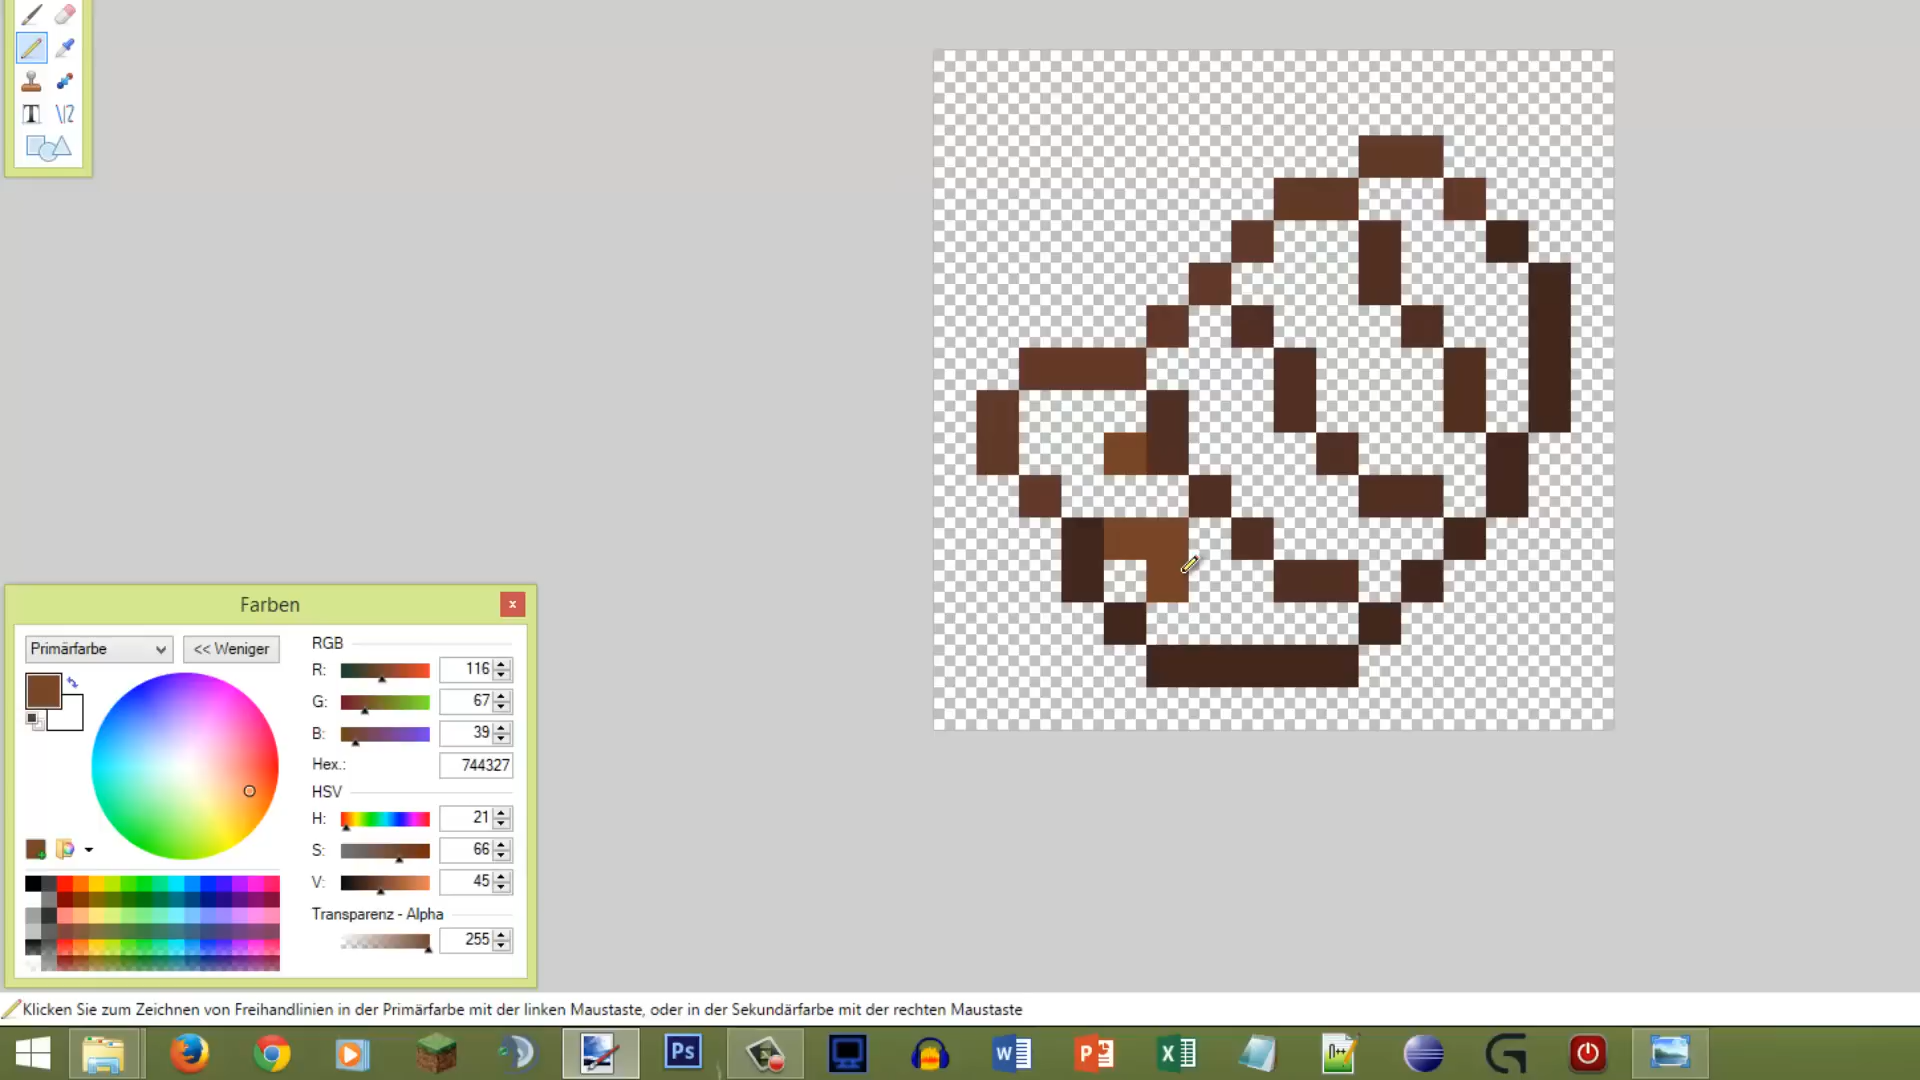 T
Farben
x
Primärfarbe
<< Weniger
RGB
R: 116
G: 67
B: 39
Hex.: 744327
HSV
H: 21
S: 66
V: 45
Transparenz - Alpha
255
Klicken Sie zum Zeichnen von Freihandlinien in der Primärfarbe mit der linken Maustaste, oder in der Sekundärfarbe mit der rechten Maustaste
Ps
W
P
X
N++